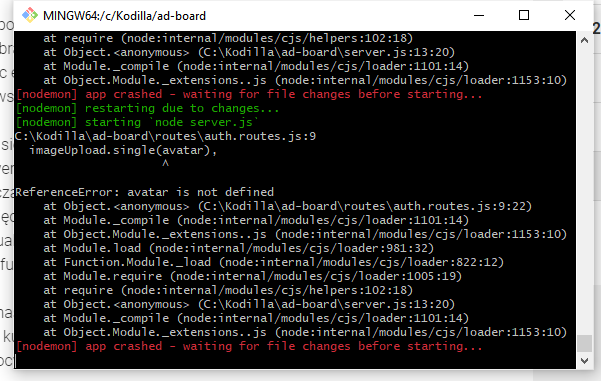 MINGW64:/c/Kodilla/ad-board
at require (node:internal/modules/cjs/helpers:102:18)
at Object.<anonymous> (C:\Kodilla\ad-board\server.js:13:20)
at Module._compile (node:internal/modules/cjs/loader:1101:14)
at Object.Module._extensions..js (node:internal/modules/cjs/loader:1153:10)
[nodemon] app crashed - waiting for file changes before starting...
[nodemon] restarting due to changes...
[nodemon] starting `node server.js`
C:\Kodilla\ad-board\routes\auth.routes.js:9
imageUpload.single(avatar),
^
ReferenceError: avatar is not defined
at Object.<anonymous> (C:\Kodilla\ad-board\routes\auth.routes.js:9:22)
at Module._compile (node:internal/modules/cjs/loader:1101:14)
at Object.Module._extensions..js (node:internal/modules/cjs/loader:1153:10)
at Module.load (node:internal/modules/cjs/loader:981:32)
at Function.Module._load (node:internal/modules/cjs/loader:822:12)
at Module.require (node:internal/modules/cjs/loader:1005:19)
at require (node:internal/modules/cjs/helpers:102:18)
at Object.<anonymous> (C:\Kodilla\ad-board\server.js:13:20)
at Module._compile (node:internal/modules/cjs/loader:1101:14)
at Object.Module._extensions..js (node:internal/modules/cjs/loader:1153:10)
[nodemon] app crashed - waiting for file changes before starting...